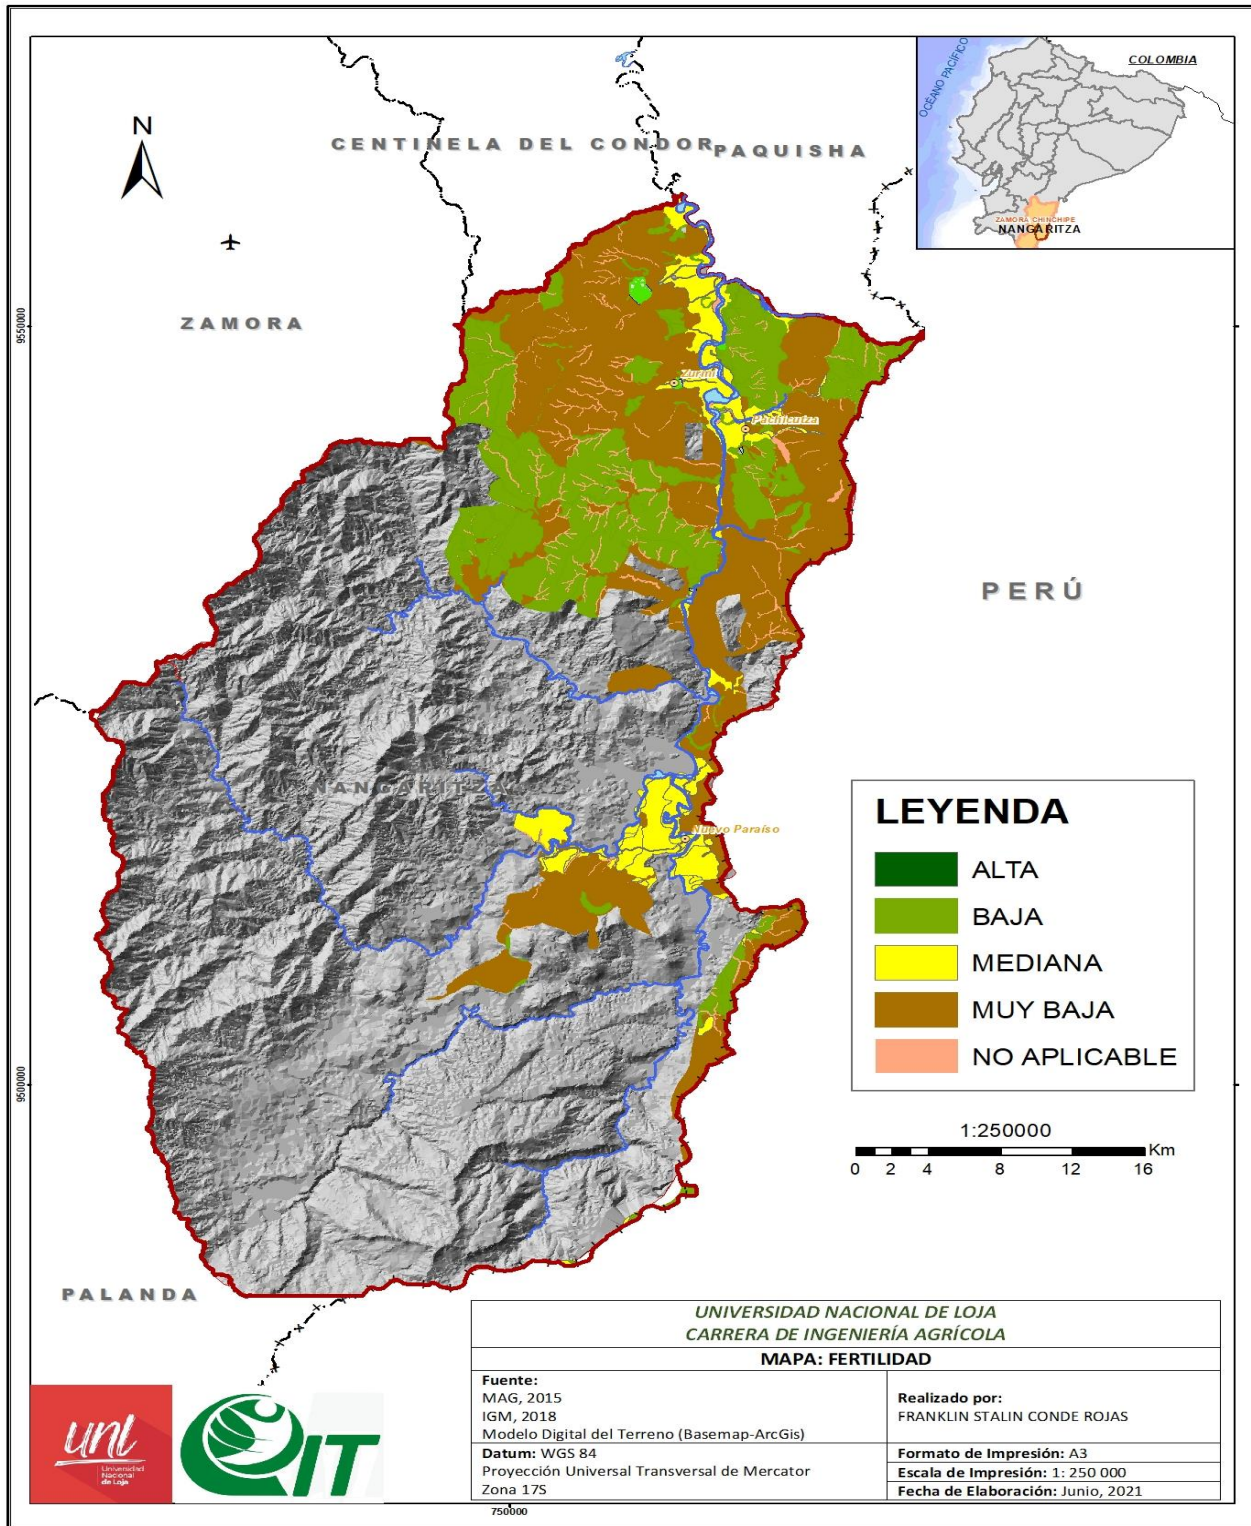 COLOMBIA
OCÉANO PACÍFICO
ZAMORA CHINCHIPE
NANGARITZA
N
CENTINELA DEL CONDOR
PAQUISHA
ZAMORA
9550000
Zurmi
Pachicutza
PERÚ
NANGARITZA
Nuevo Paraíso
LEYENDA
ALTA
BAJA
MEDIANA
MUY BAJA
NO APLICABLE
9500000
1:250000
Km
0 2 4 8 12 16
PALANDA
UNIVERSIDAD NACIONAL DE LOJA
CARRERA DE INGENIERÍA AGRÍCOLA
MAPA: FERTILIDAD
Fuente:
MAG, 2015
IGM, 2018
Modelo Digital del Terreno (Basemap-ArcGis)
Realizado por:
FRANKLIN STALIN CONDE ROJAS
Datum: WGS 84
Proyección Universal Transversal de Mercator
Zona 17S
Formato de Impresión: A3
Escala de Impresión: 1: 250 000
Fecha de Elaboración: Junio, 2021
unl
Universidad
Nacional
de Loja
IT
750000